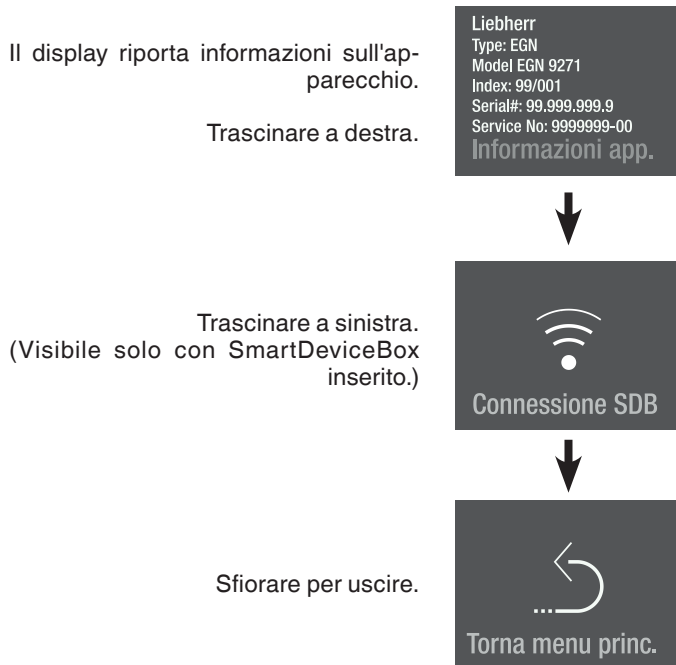 Il display riporta informazioni sull'ap-
parecchio.
Trascinare a destra.
Liebherr
Type: EGN
Model EGN 9271
Index: 99/001
Serial#: 99.999.999.9
Service No: 9999999-00
Informazioni app.
Trascinare a sinistra.
(Visibile solo con SmartDeviceBox
inserito.)
Connessione SDB
Sfiorare per uscire.
Torna menu princ.